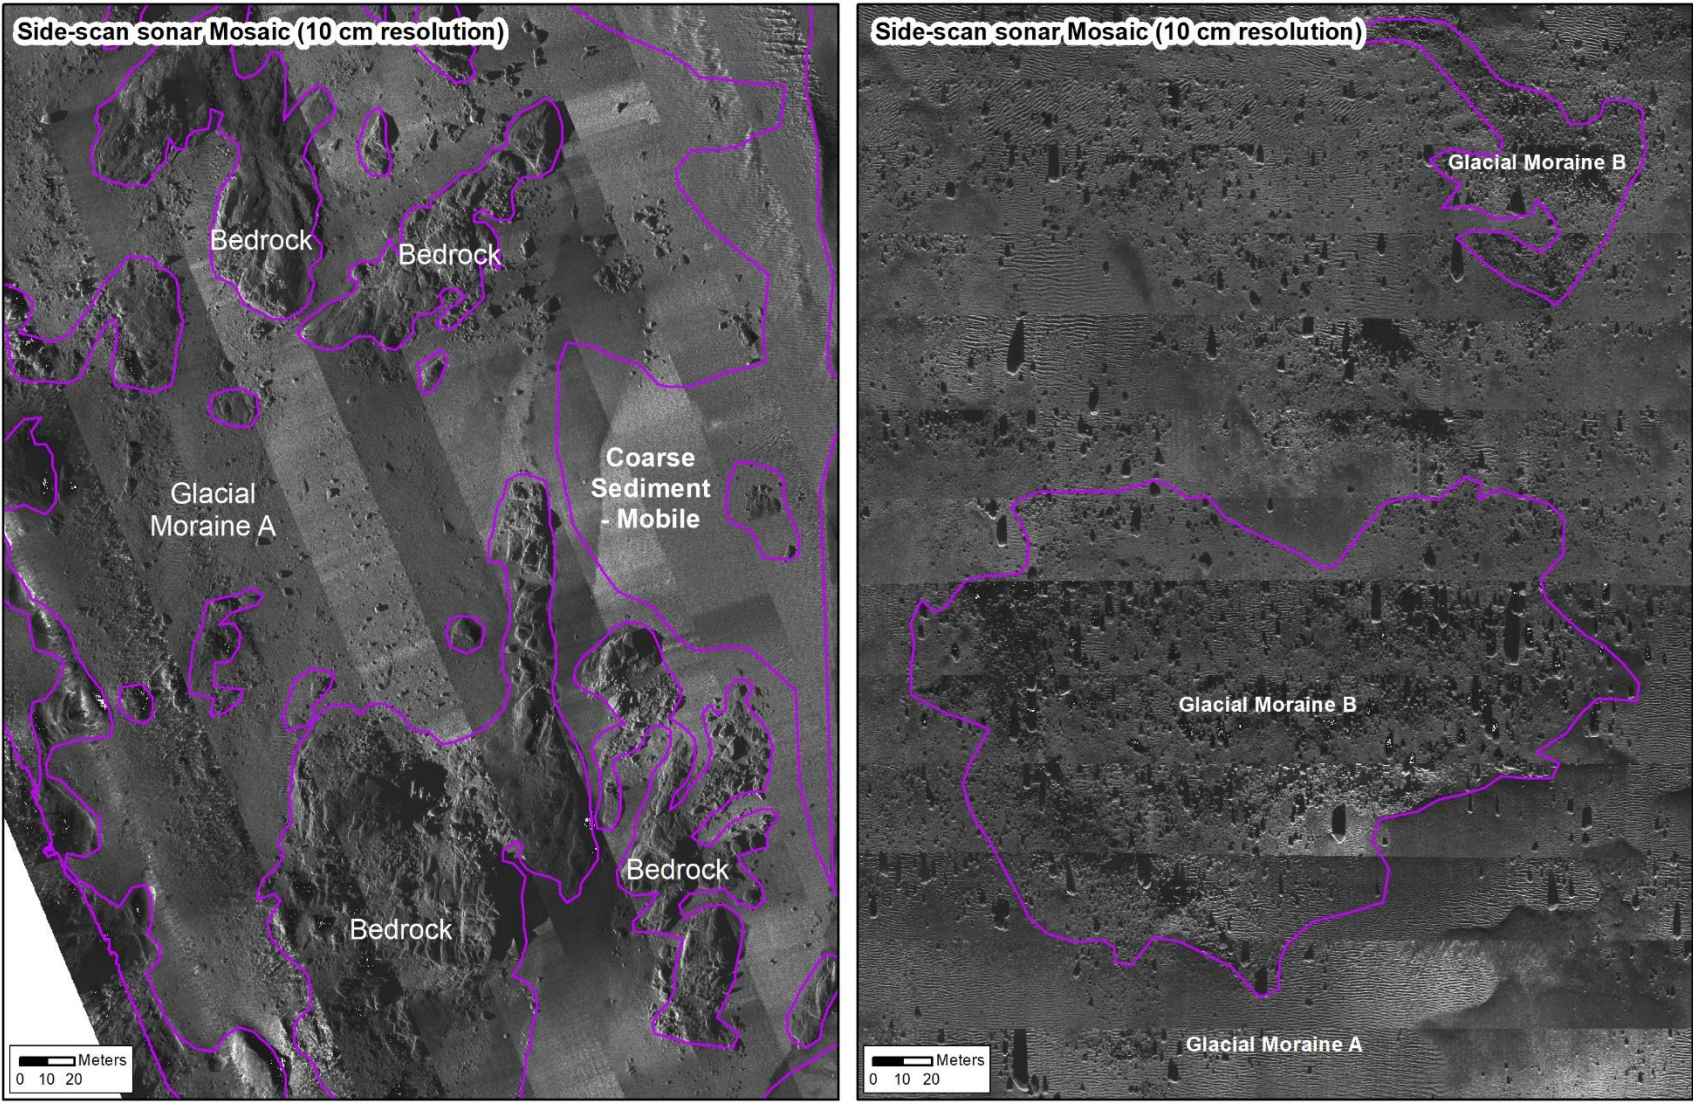 Side-scan sonar Mosaic (10 cm resolution)
Bedrock
Bedrock
Glacial
Moraine A
Coarse
Sediment
- Mobile
Bedrock
Bedrock
Meters
0 10 20
Side-scan sonar Mosaic (10 cm resolution)
Glacial Moraine B
Glacial Moraine B
Glacial Moraine A
Meters
0 10 20